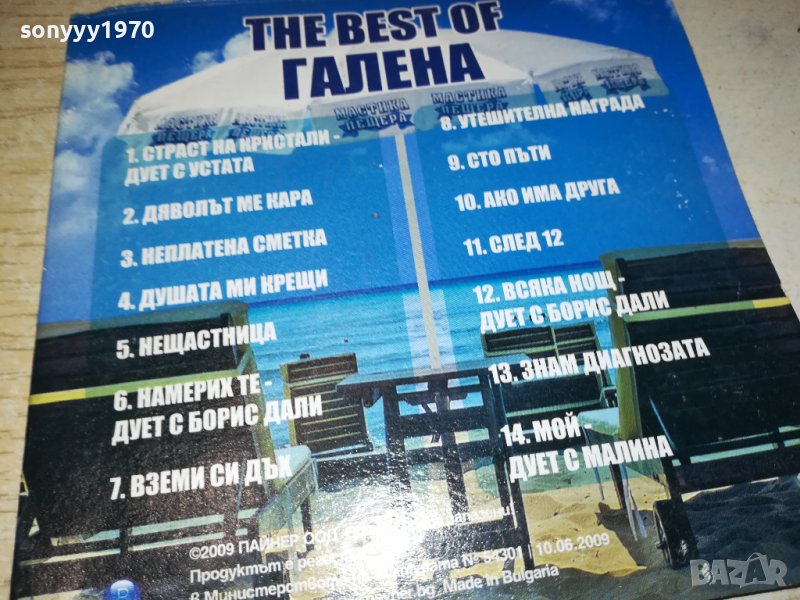 sonyyy1970
THE BEST OF
ГАЛЕНА
МАСТИКА
ПЕЩЕРА
МАСТИКА
ПЕЩЕРА
1. СТРАСТ НА КРИСТАЛИ -
ДУЕТ С УСТАТА
2. ДЯВОЛЪТ МЕ КАРА
3. НЕПЛАТЕНА СМЕТКА
4. ДУШАТА МИ КРЕЩИ
5. НЕЩАСТНИЦА
6. НАМЕРИХ ТЕ -
ДУЕТ С БОРИС ДАЛИ
7. ВЗЕМИ СИ ДЪХ
8. УТЕШИТЕЛНА НАГРАДА
9. СТО ПЪТИ
10. АКО ИМА ДРУГА
11. СЛЕД 12
12. ВСЯКА НОЩ -
ДУЕТ С БОРИС ДАЛИ
13. ЗНАМ ДИАГНОЗАТА
14. МОЙ -
ДУЕТ С МАЛИНА
©2009 ПАЙНЕР ООД
Продуктът е № 54301 | 10.06.2009
в Министерството Made in Bulgaria
bazar.bg